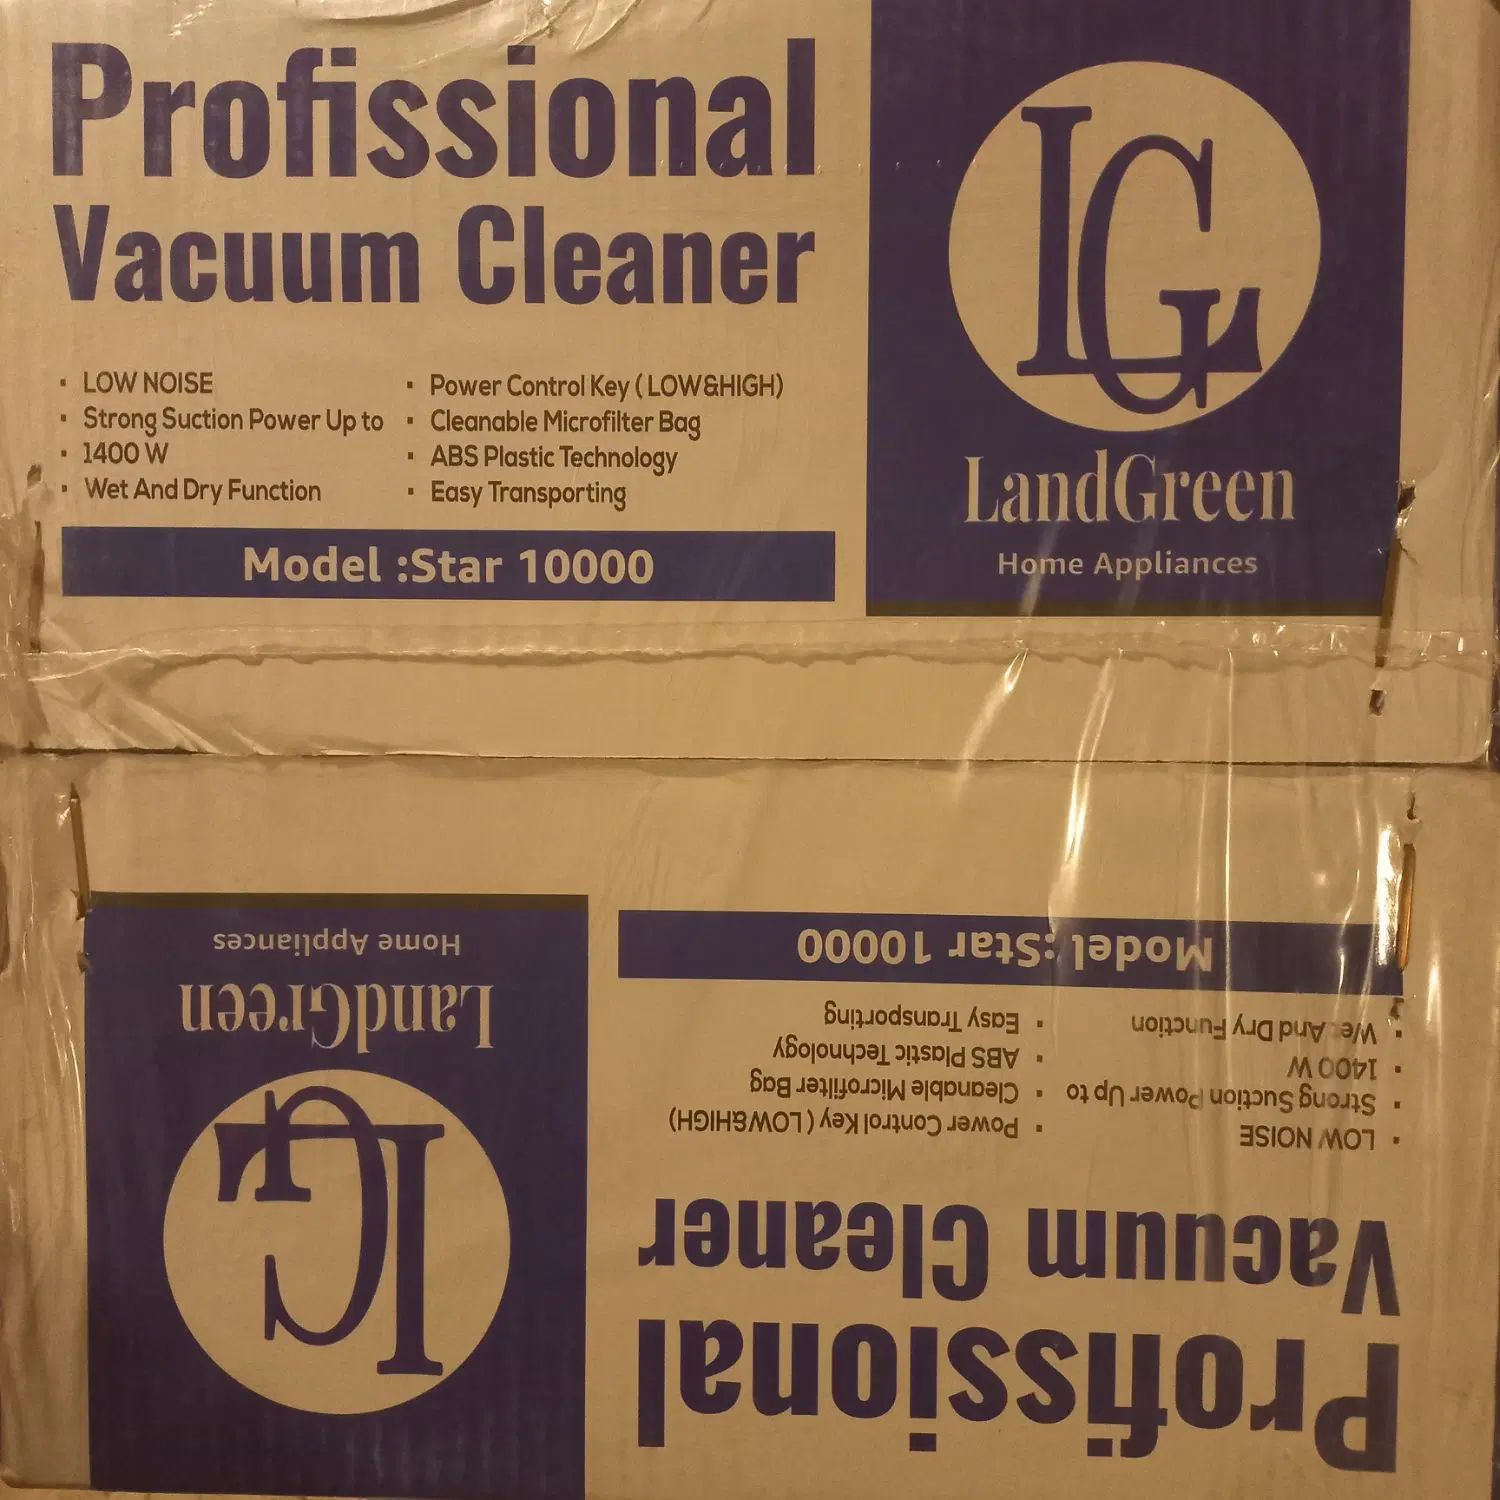 Profissional
Vacuum Cleaner
▪ LOW NOISE
▪ Strong Suction Power Up to
▪ 1400 W
▪ Wet And Dry Function
▪ Power Control Key ( LOW&HIGH)
▪ Cleanable Microfilter Bag
▪ ABS Plastic Technology
▪ Easy Transporting
Model :Star 10000
LG
LandGreen
Home Appliances
Profissional
Vacuum Cleaner
▪ LOW NOISE
▪ Strong Suction Power Up to
▪ 1400 W
▪ Wet And Dry Function
▪ Power Control Key ( LOW&HIGH)
▪ Cleanable Microfilter Bag
▪ ABS Plastic Technology
▪ Easy Transporting
Model :Star 10000
LG
LandGreen
Home Appliances